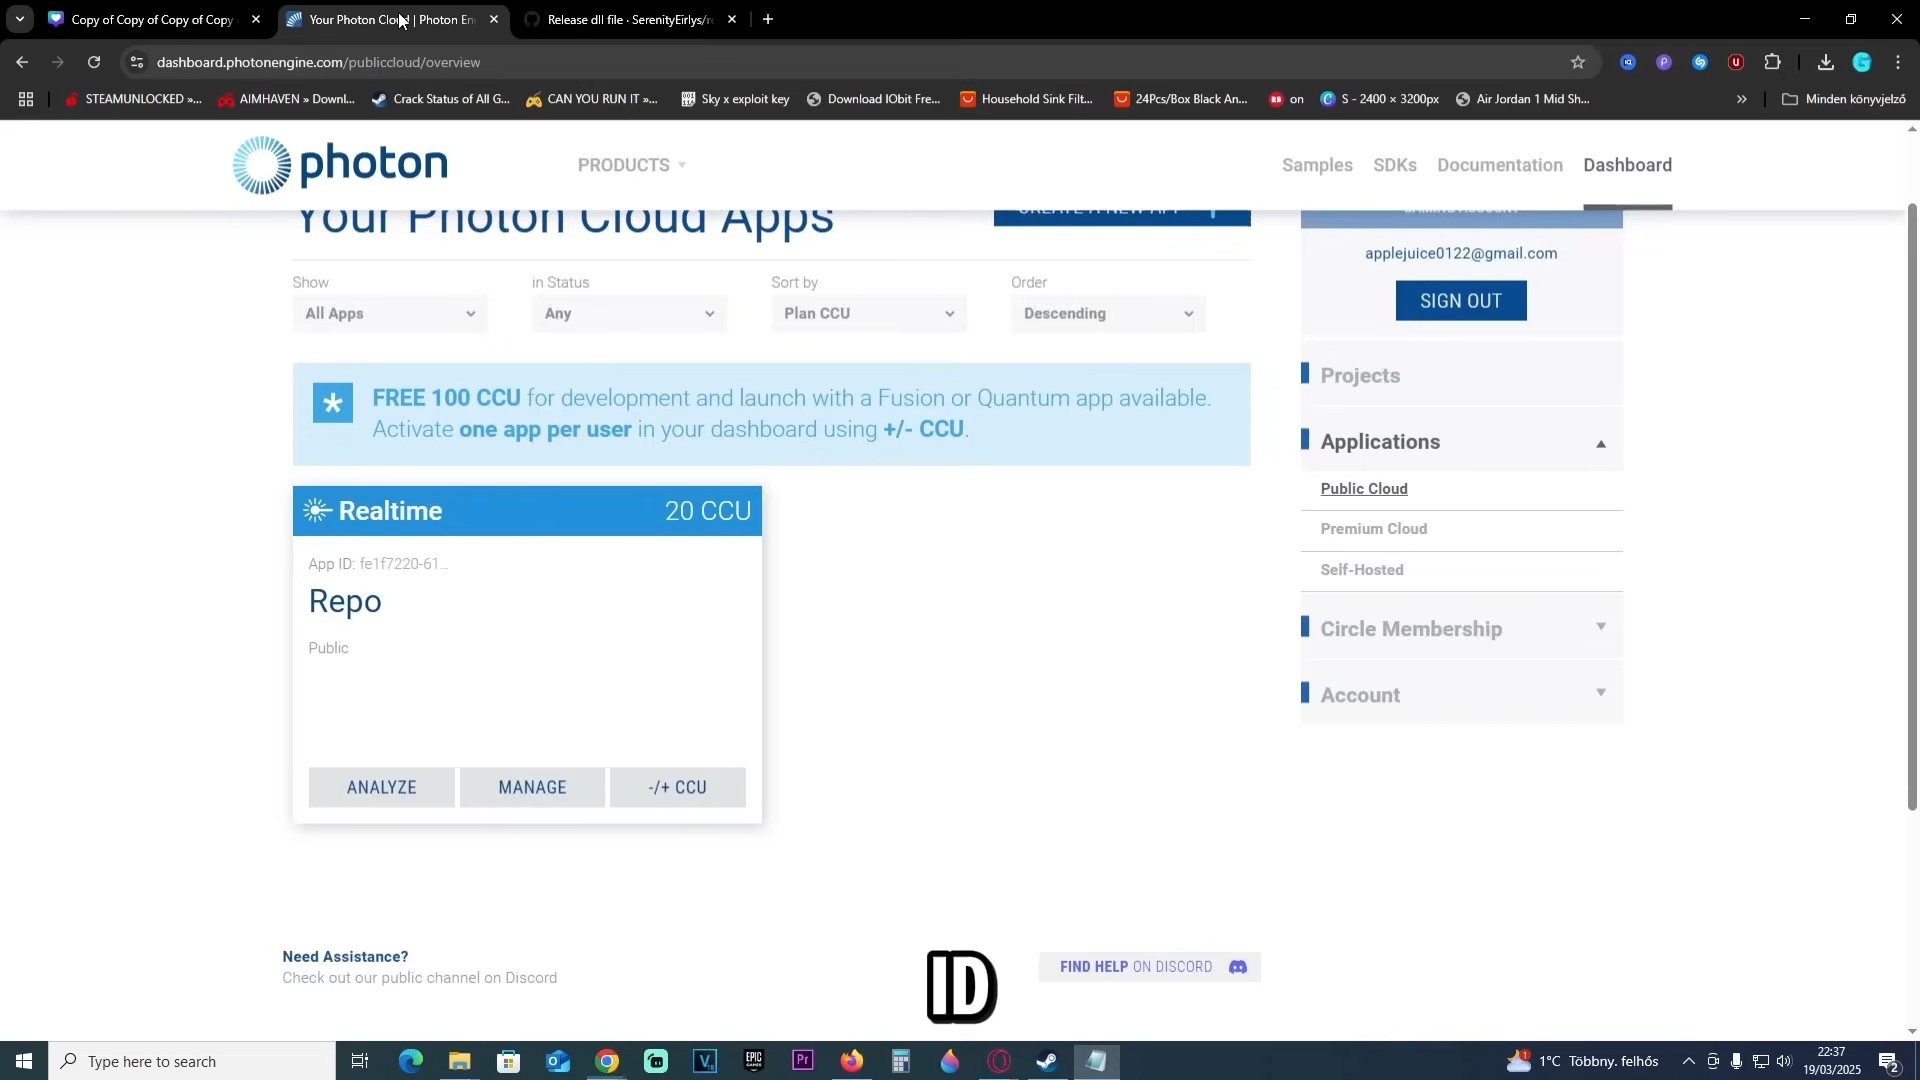 Copy of Copy of Copy of Copy
Your Photon Cloud | Photon En
Release dll file · SerenityEirlys/r
dashboard.photonengine.com/publiccloud/overview
STEAMUNLOCKED »...
AIMHAVEN » Downl...
Crack Status of All G...
CAN YOU RUN IT »...
Sky x exploit key
Download IObit Fre...
Household Sink Filt...
24Pcs/Box Black An...
on
S - 2400 × 3200px
Air Jordan 1 Mid Sh...
Minden könyvjelző
photon
PRODUCTS
Samples
SDKs
Documentation
Dashboard
Your Photon Cloud Apps
CREATE A NEW APP
applejuice0122@gmail.com
SIGN OUT
Show
in Status
Sort by
Order
All Apps
Any
Plan CCU
Descending
FREE 100 CCU for development and launch with a Fusion or Quantum app available.
Activate one app per user in your dashboard using +/- CCU.
Realtime
20 CCU
App ID: fe1f7220-61...
Repo
Public
ANALYZE
MANAGE
-/+ CCU
Projects
Applications
Public Cloud
Premium Cloud
Self-Hosted
Circle Membership
Account
Need Assistance?
Check out our public channel on Discord
ID
FIND HELP ON DISCORD
Type here to search
1°C Többny. felhős
22:37
19/03/2025
2